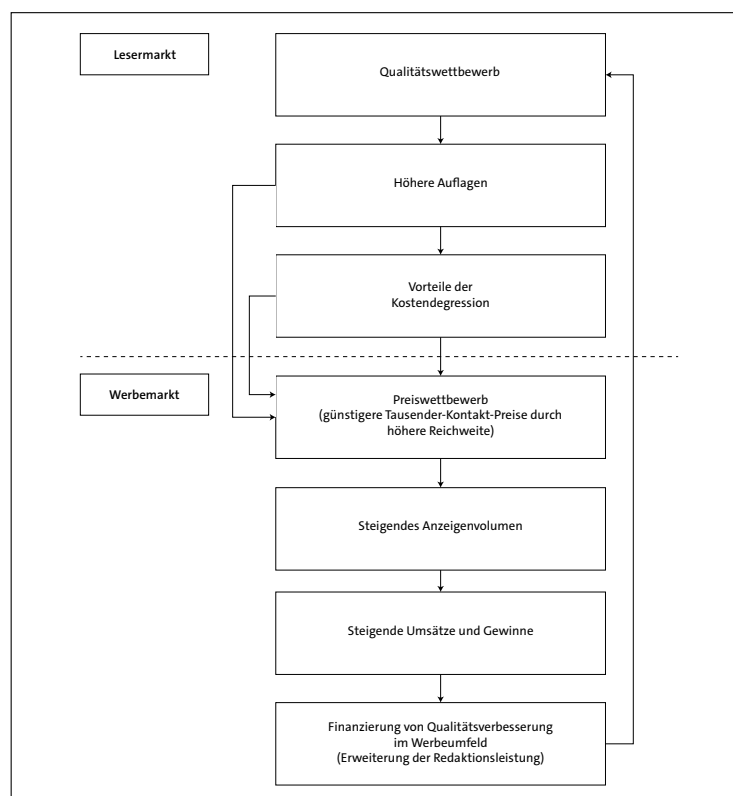 Lesermarkt
Qualitätswettbewerb
Höhere Auflagen
Vorteile der
Kostendegression
Werbemarkt
Preiswettbewerb
(günstigere Tausender-Kontakt-Preise durch
höhere Reichweite)
Steigendes Anzeigenvolumen
Steigende Umsätze und Gewinne
Finanzierung von Qualitätsverbesserung
im Werbeumfeld
(Erweiterung der Redaktionsleistung)